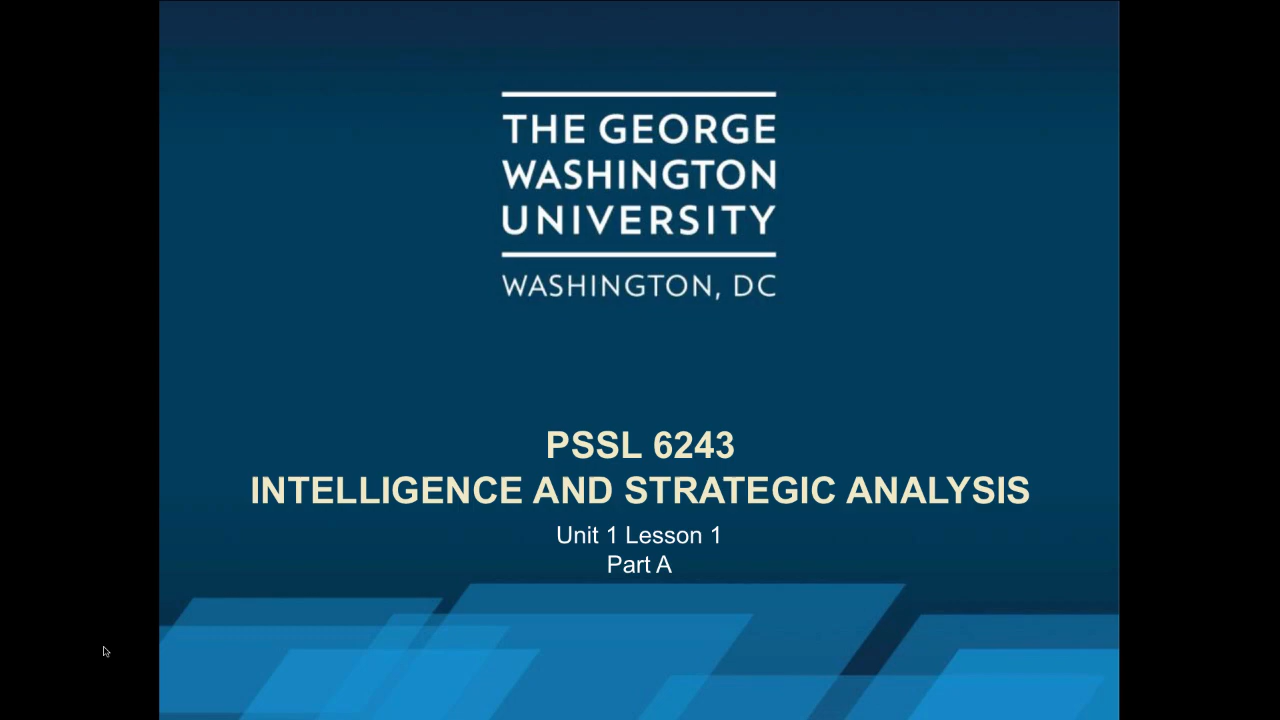 THE GEORGE
WASHINGTON
UNIVERSITY
WASHINGTON, DC
PSSL 6243
INTELLIGENCE AND STRATEGIC ANALYSIS
Unit 1 Lesson 1
Part A